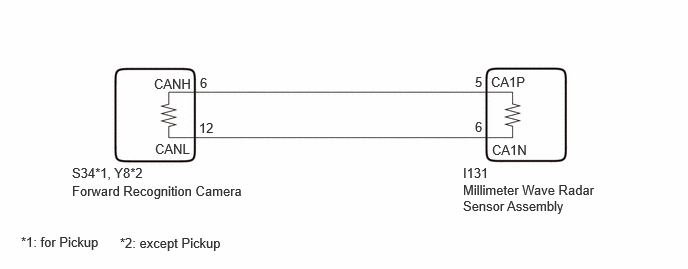 CANH 6 5 CA1P
CANL 12 6 CA1N
S34*1, Y8*2
Forward Recognition Camera
I131
Millimeter Wave Radar
Sensor Assembly
*1: for Pickup *2: except Pickup